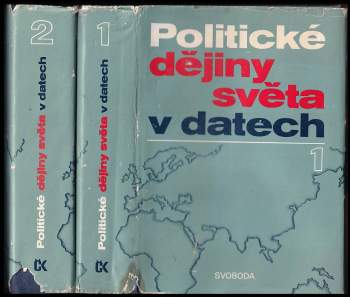 2
Politické dějiny světa v datech
1
Politické dějiny světa v datech
Politické
dějiny
světa
v datech
1
SVOBODA